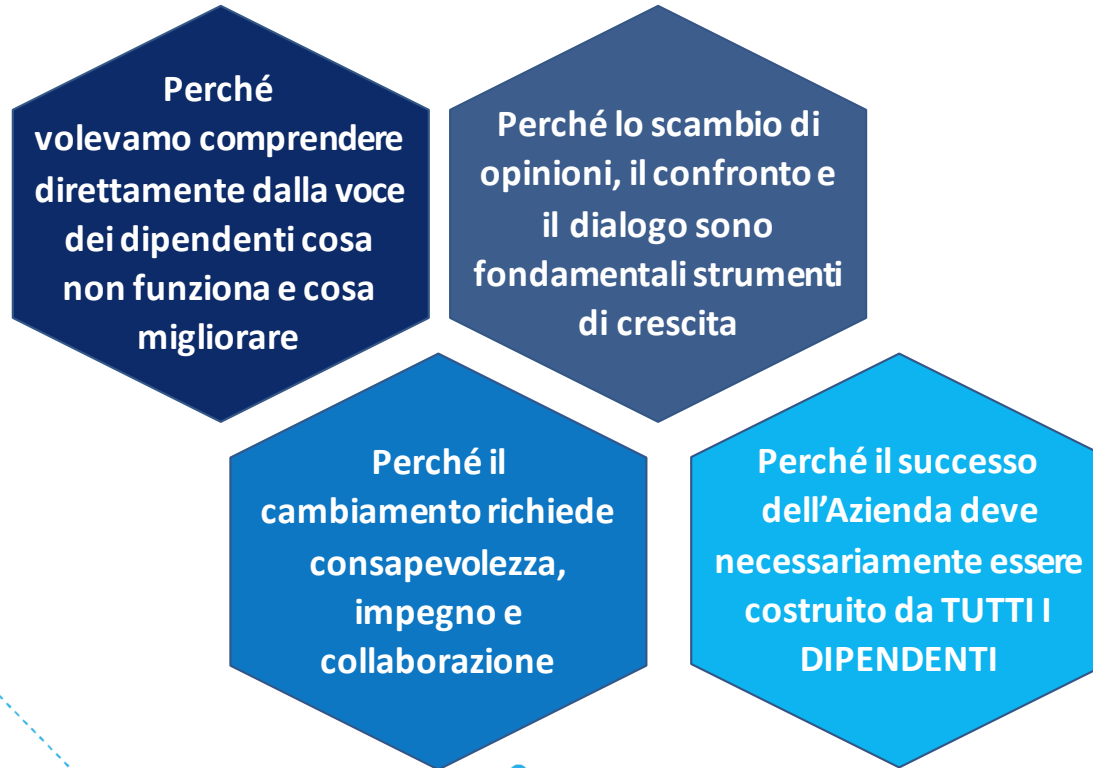 Perché
volevamo comprendere
direttamente dalla voce
dei dipendenti cosa
non funziona e cosa
migliorare
Perché lo scambio di
opinioni, il confronto e
il dialogo sono
fondamentali strumenti
di crescita
Perché il
cambiamento richiede
consapevolezza,
impegno e
collaborazione
Perché il successo
dell’Azienda deve
necessariamente essere
costruito da TUTTI I
DIPENDENTI